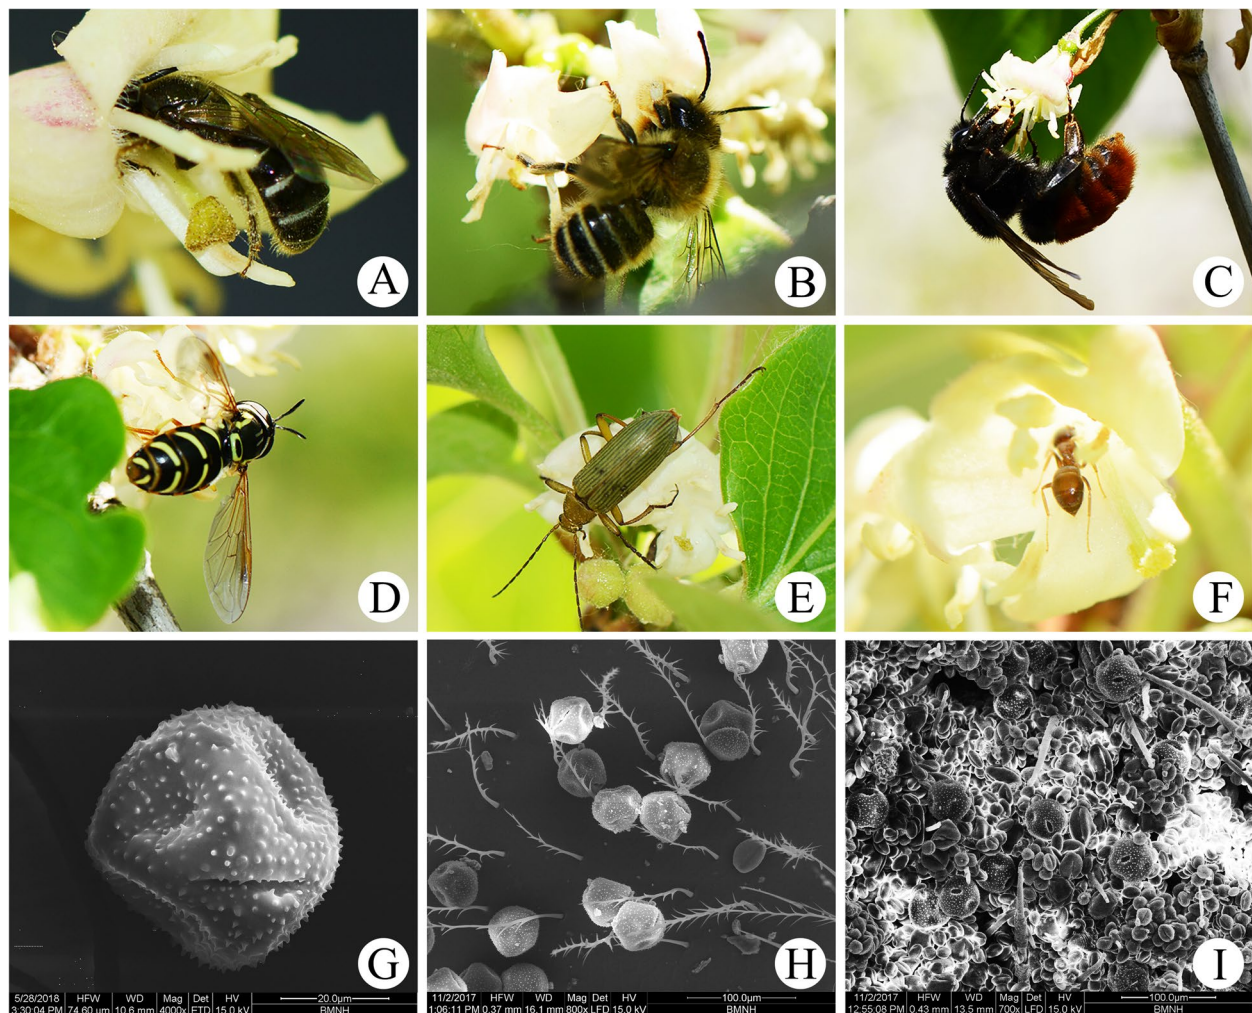 A
B
C
D
E
F
G
H
I
5/28/2018 HFW WD Mag Det HV 20.0µm
3:30:04 PM 74.60 µm 10.6 mm 4000x ETD 15.0 kV BMNH
11/2/2017 HFW WD Mag Det HV 100.0µm
1:06:11 PM 0.37 mm 16.1 mm 800x LFD 15.0 kV BMNH
11/2/2017 HFW WD Mag Det HV 100.0µm
12:55:08 PM 0.43 mm 13.5 mm 700x LFD 15.0 kV BMNH